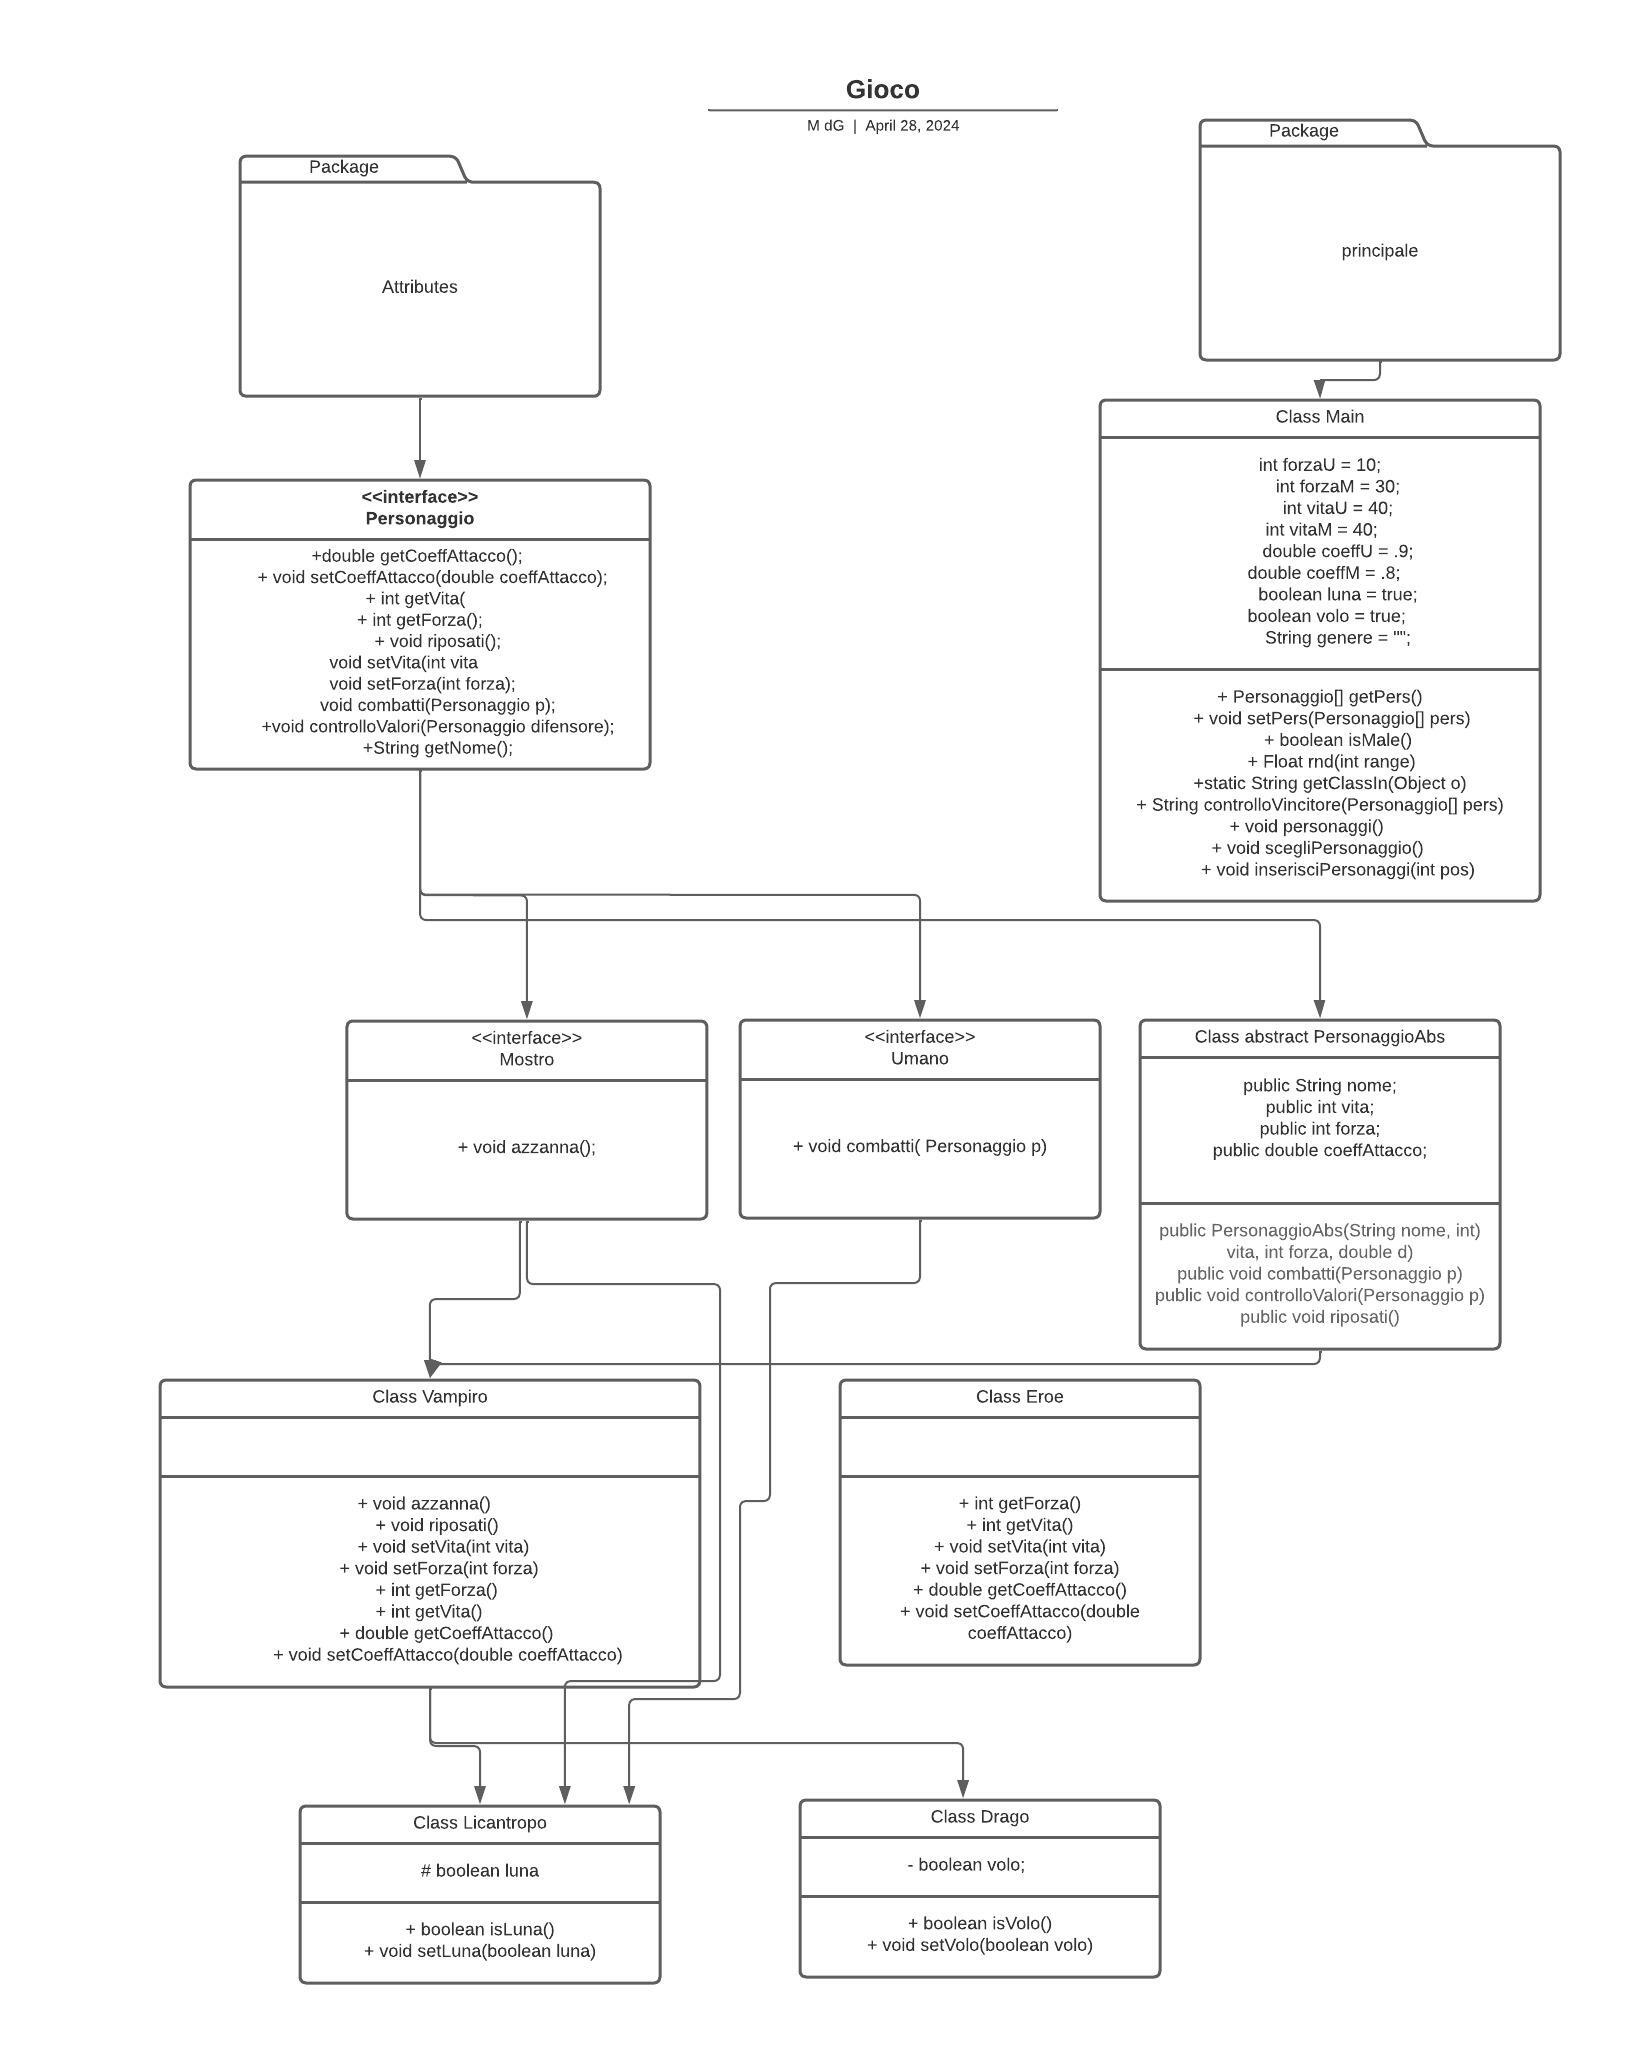 Gioco
M dG | April 28, 2024
Package
Attributes
Package
principale
<<interface>>
Personaggio
+double getCoeffAttacco();
+ void setCoeffAttacco(double coeffAttacco);
+ int getVita(
+ int getForza();
+ void riposati();
void setVita(int vita
void setForza(int forza);
void combatti(Personaggio p);
+void controlloValori(Personaggio difensore);
+String getNome();
Class Main
int forzaU = 10;
int forzaM = 30;
int vitaU = 40;
int vitaM = 40;
double coeffU = .9;
double coeffM = .8;
boolean luna = true;
boolean volo = true;
String genere = "";
+ Personaggio[] getPers()
+ void setPers(Personaggio[] pers)
+ boolean isMale()
+ Float rnd(int range)
+static String getClassIn(Object o)
+ String controlloVincitore(Personaggio[] pers)
+ void personaggi()
+ void scegliPersonaggio()
+ void inserisciPersonaggi(int pos)
<<interface>>
Mostro
+ void azzanna();
<<interface>>
Umano
+ void combatti( Personaggio p)
Class abstract PersonaggioAbs
public String nome;
public int vita;
public int forza;
public double coeffAttacco;
public PersonaggioAbs(String nome, int)
vita, int forza, double d)
public void combatti(Personaggio p)
public void controlloValori(Personaggio p)
public void riposati()
Class Vampiro
+ void azzanna()
+ void riposati()
+ void setVita(int vita)
+ void setForza(int forza)
+ int getForza()
+ int getVita()
+ double getCoeffAttacco()
+ void setCoeffAttacco(double coeffAttacco)
Class Eroe
+ int getForza()
+ int getVita()
+ void setVita(int vita)
+ void setForza(int forza)
+ double getCoeffAttacco()
+ void setCoeffAttacco(double
coeffAttacco)
Class Licantropo
# boolean luna
+ boolean isLuna()
+ void setLuna(boolean luna)
Class Drago
- boolean volo;
+ boolean isVolo()
+ void setVolo(boolean volo)